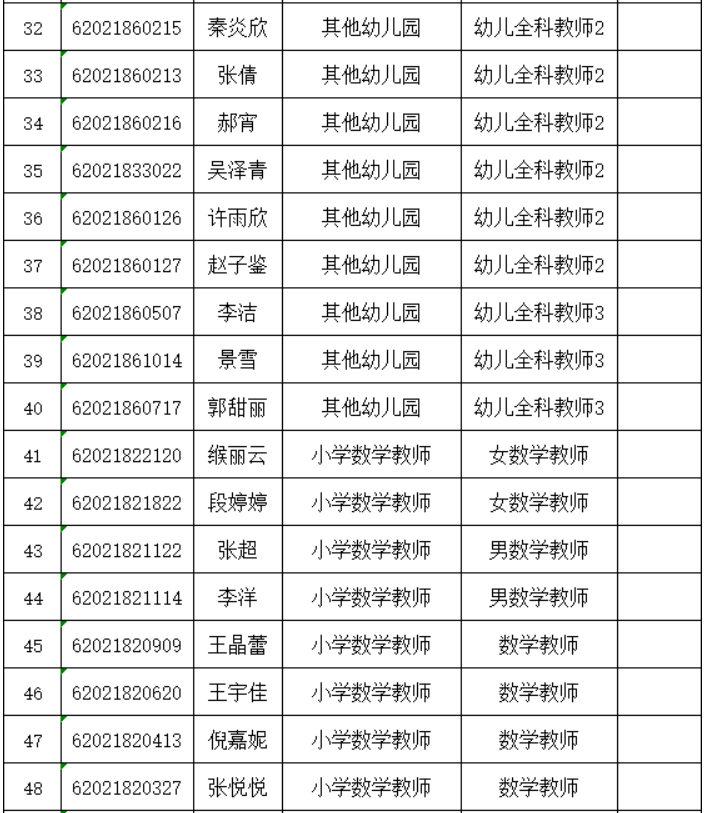 32 62021860215 秦炎欣 其他幼儿园 幼儿全科教师2
33 62021860213 张倩 其他幼儿园 幼儿全科教师2
34 62021860216 郝宵 其他幼儿园 幼儿全科教师2
35 62021833022 吴泽青 其他幼儿园 幼儿全科教师2
36 62021860126 许雨欣 其他幼儿园 幼儿全科教师2
37 62021860127 赵子鉴 其他幼儿园 幼儿全科教师2
38 62021860507 李洁 其他幼儿园 幼儿全科教师3
39 62021861014 景雪 其他幼儿园 幼儿全科教师3
40 62021860717 郭甜丽 其他幼儿园 幼儿全科教师3
41 62021822120 缑丽云 小学数学教师 女数学教师
42 62021821822 段婷婷 小学数学教师 女数学教师
43 62021821122 张超 小学数学教师 男数学教师
44 62021821114 李洋 小学数学教师 男数学教师
45 62021820909 王晶蕾 小学数学教师 数学教师
46 62021820620 王宇佳 小学数学教师 数学教师
47 62021820413 倪嘉妮 小学数学教师 数学教师
48 62021820327 张悦悦 小学数学教师 数学教师